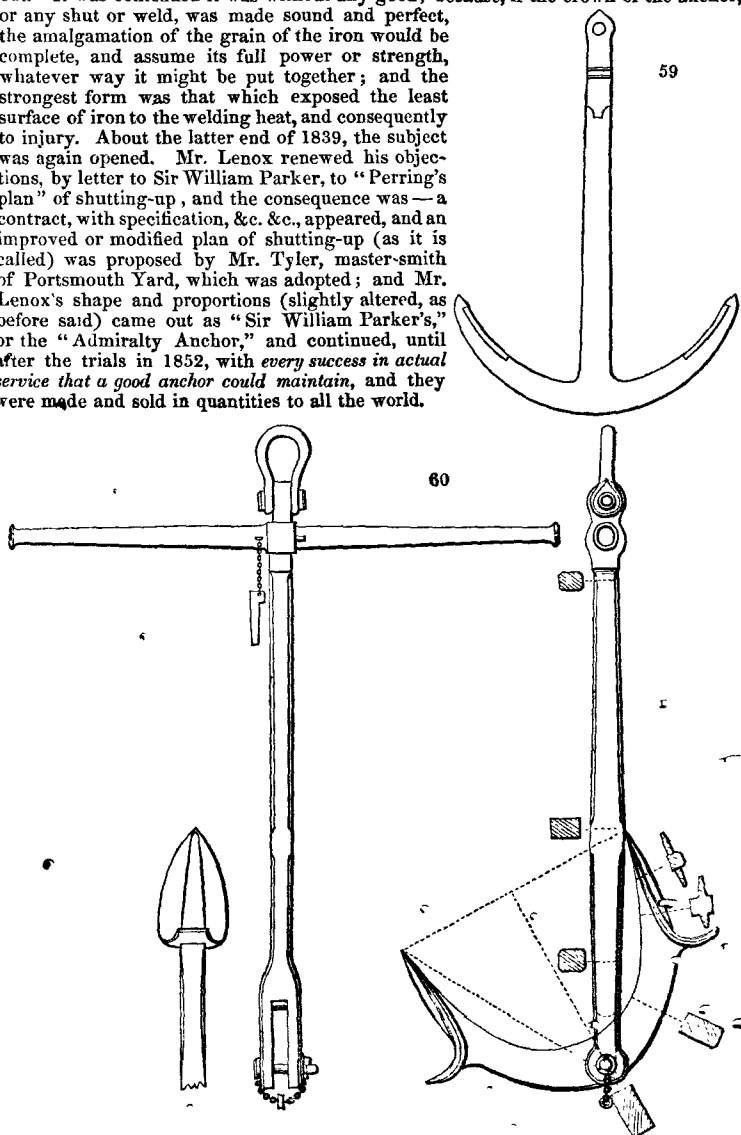 or any shut or weld, was made sound and perfect,
the amalgamation of the grain of the iron would be
complete, and assume its full power or strength,
whatever way it might be put together; and the
strongest form was that which exposed the least
surface of iron to the welding heat, and consequently
to injury. About the latter end of 1839, the subject
was again opened. Mr. Lenox renewed his objec-
tions, by letter to Sir William Parker, to “Perring's
plan” of shutting-up, and the consequence was — a
contract, with specification, &c. &c., appeared, and an
improved or modified plan of shutting-up (as it is
called) was proposed by Mr. Tyler, master-smith
of Portsmouth Yard, which was adopted; and Mr.
Lenox's shape and proportions (slightly altered, as
before said) came out as “Sir William Parker's,”
or the “Admiralty Anchor,” and continued, until
after the trials in 1852, with every success in actual
service that a good anchor could maintain, and they
were made and sold in quantities to all the world.
59
60